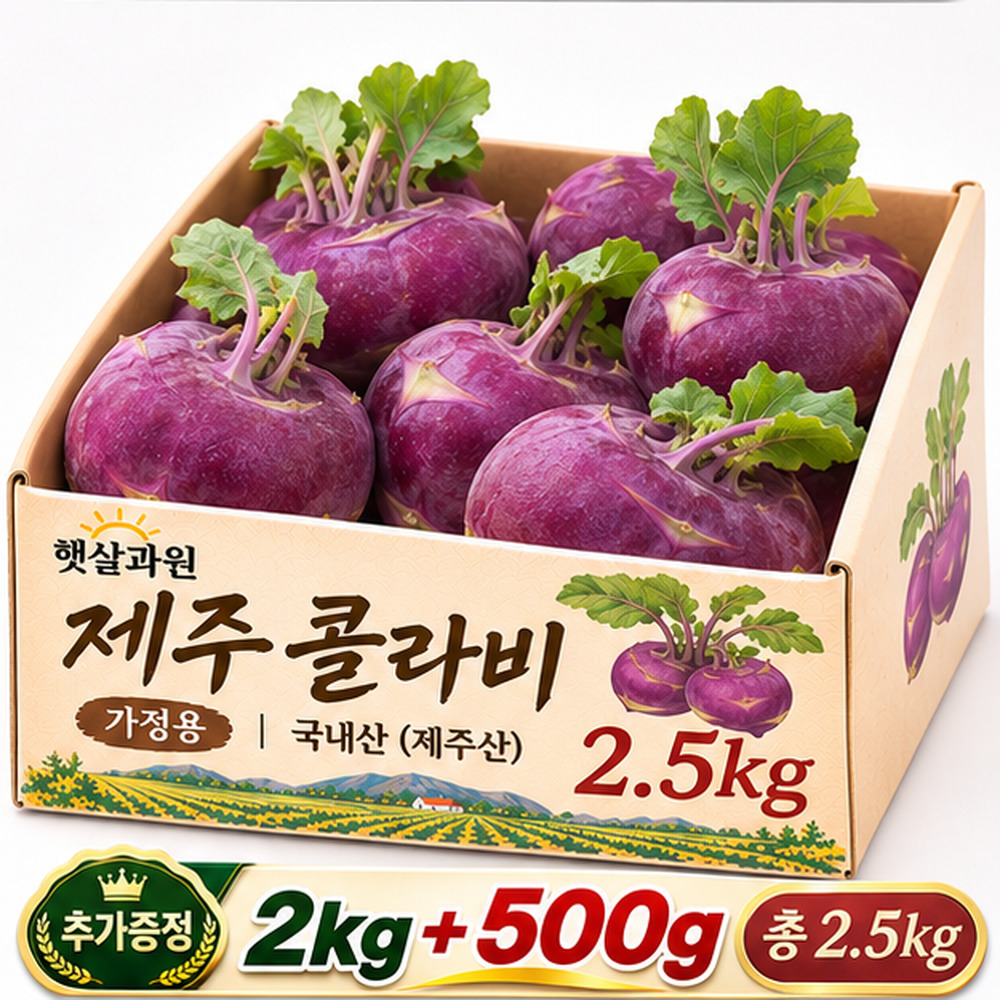 햇살과원
제주 콜라비
가정용 | 국내산 (제주산)
2.5kg
추가증정
2kg+500g
총 2.5kg